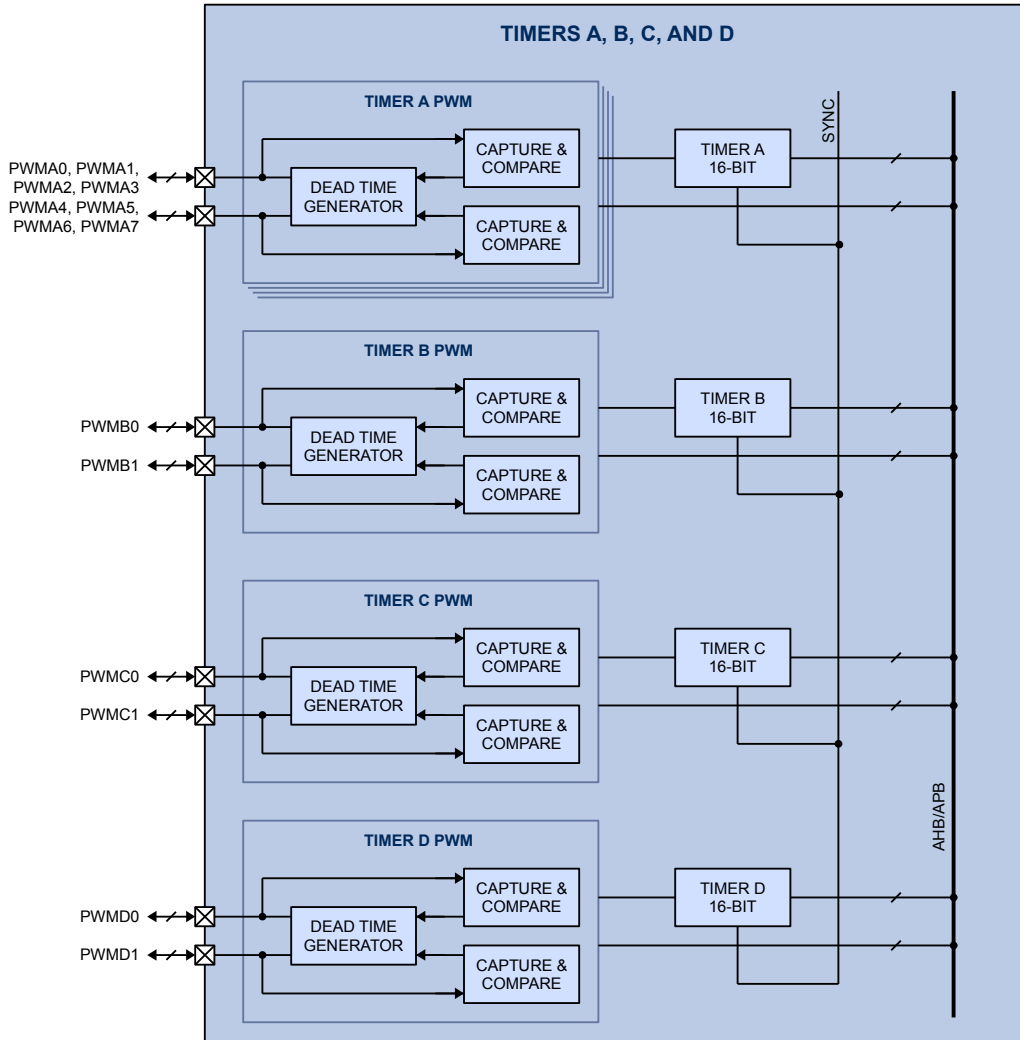 TIMERS A, B, C, AND D
TIMER A PWM
SYNC
PWMA0, PWMA1,
PWMA2, PWMA3
PWMA4, PWMA5,
PWMA6, PWMA7
DEAD TIME
GENERATOR
CAPTURE &
COMPARE
CAPTURE &
COMPARE
TIMER A
16-BIT
TIMER B PWM
PWMB0
PWMB1
DEAD TIME
GENERATOR
CAPTURE &
COMPARE
CAPTURE &
COMPARE
TIMER B
16-BIT
TIMER C PWM
PWMC0
PWMC1
DEAD TIME
GENERATOR
CAPTURE &
COMPARE
CAPTURE &
COMPARE
TIMER C
16-BIT
AHB/APB
TIMER D PWM
PWMD0
PWMD1
DEAD TIME
GENERATOR
CAPTURE &
COMPARE
CAPTURE &
COMPARE
TIMER D
16-BIT